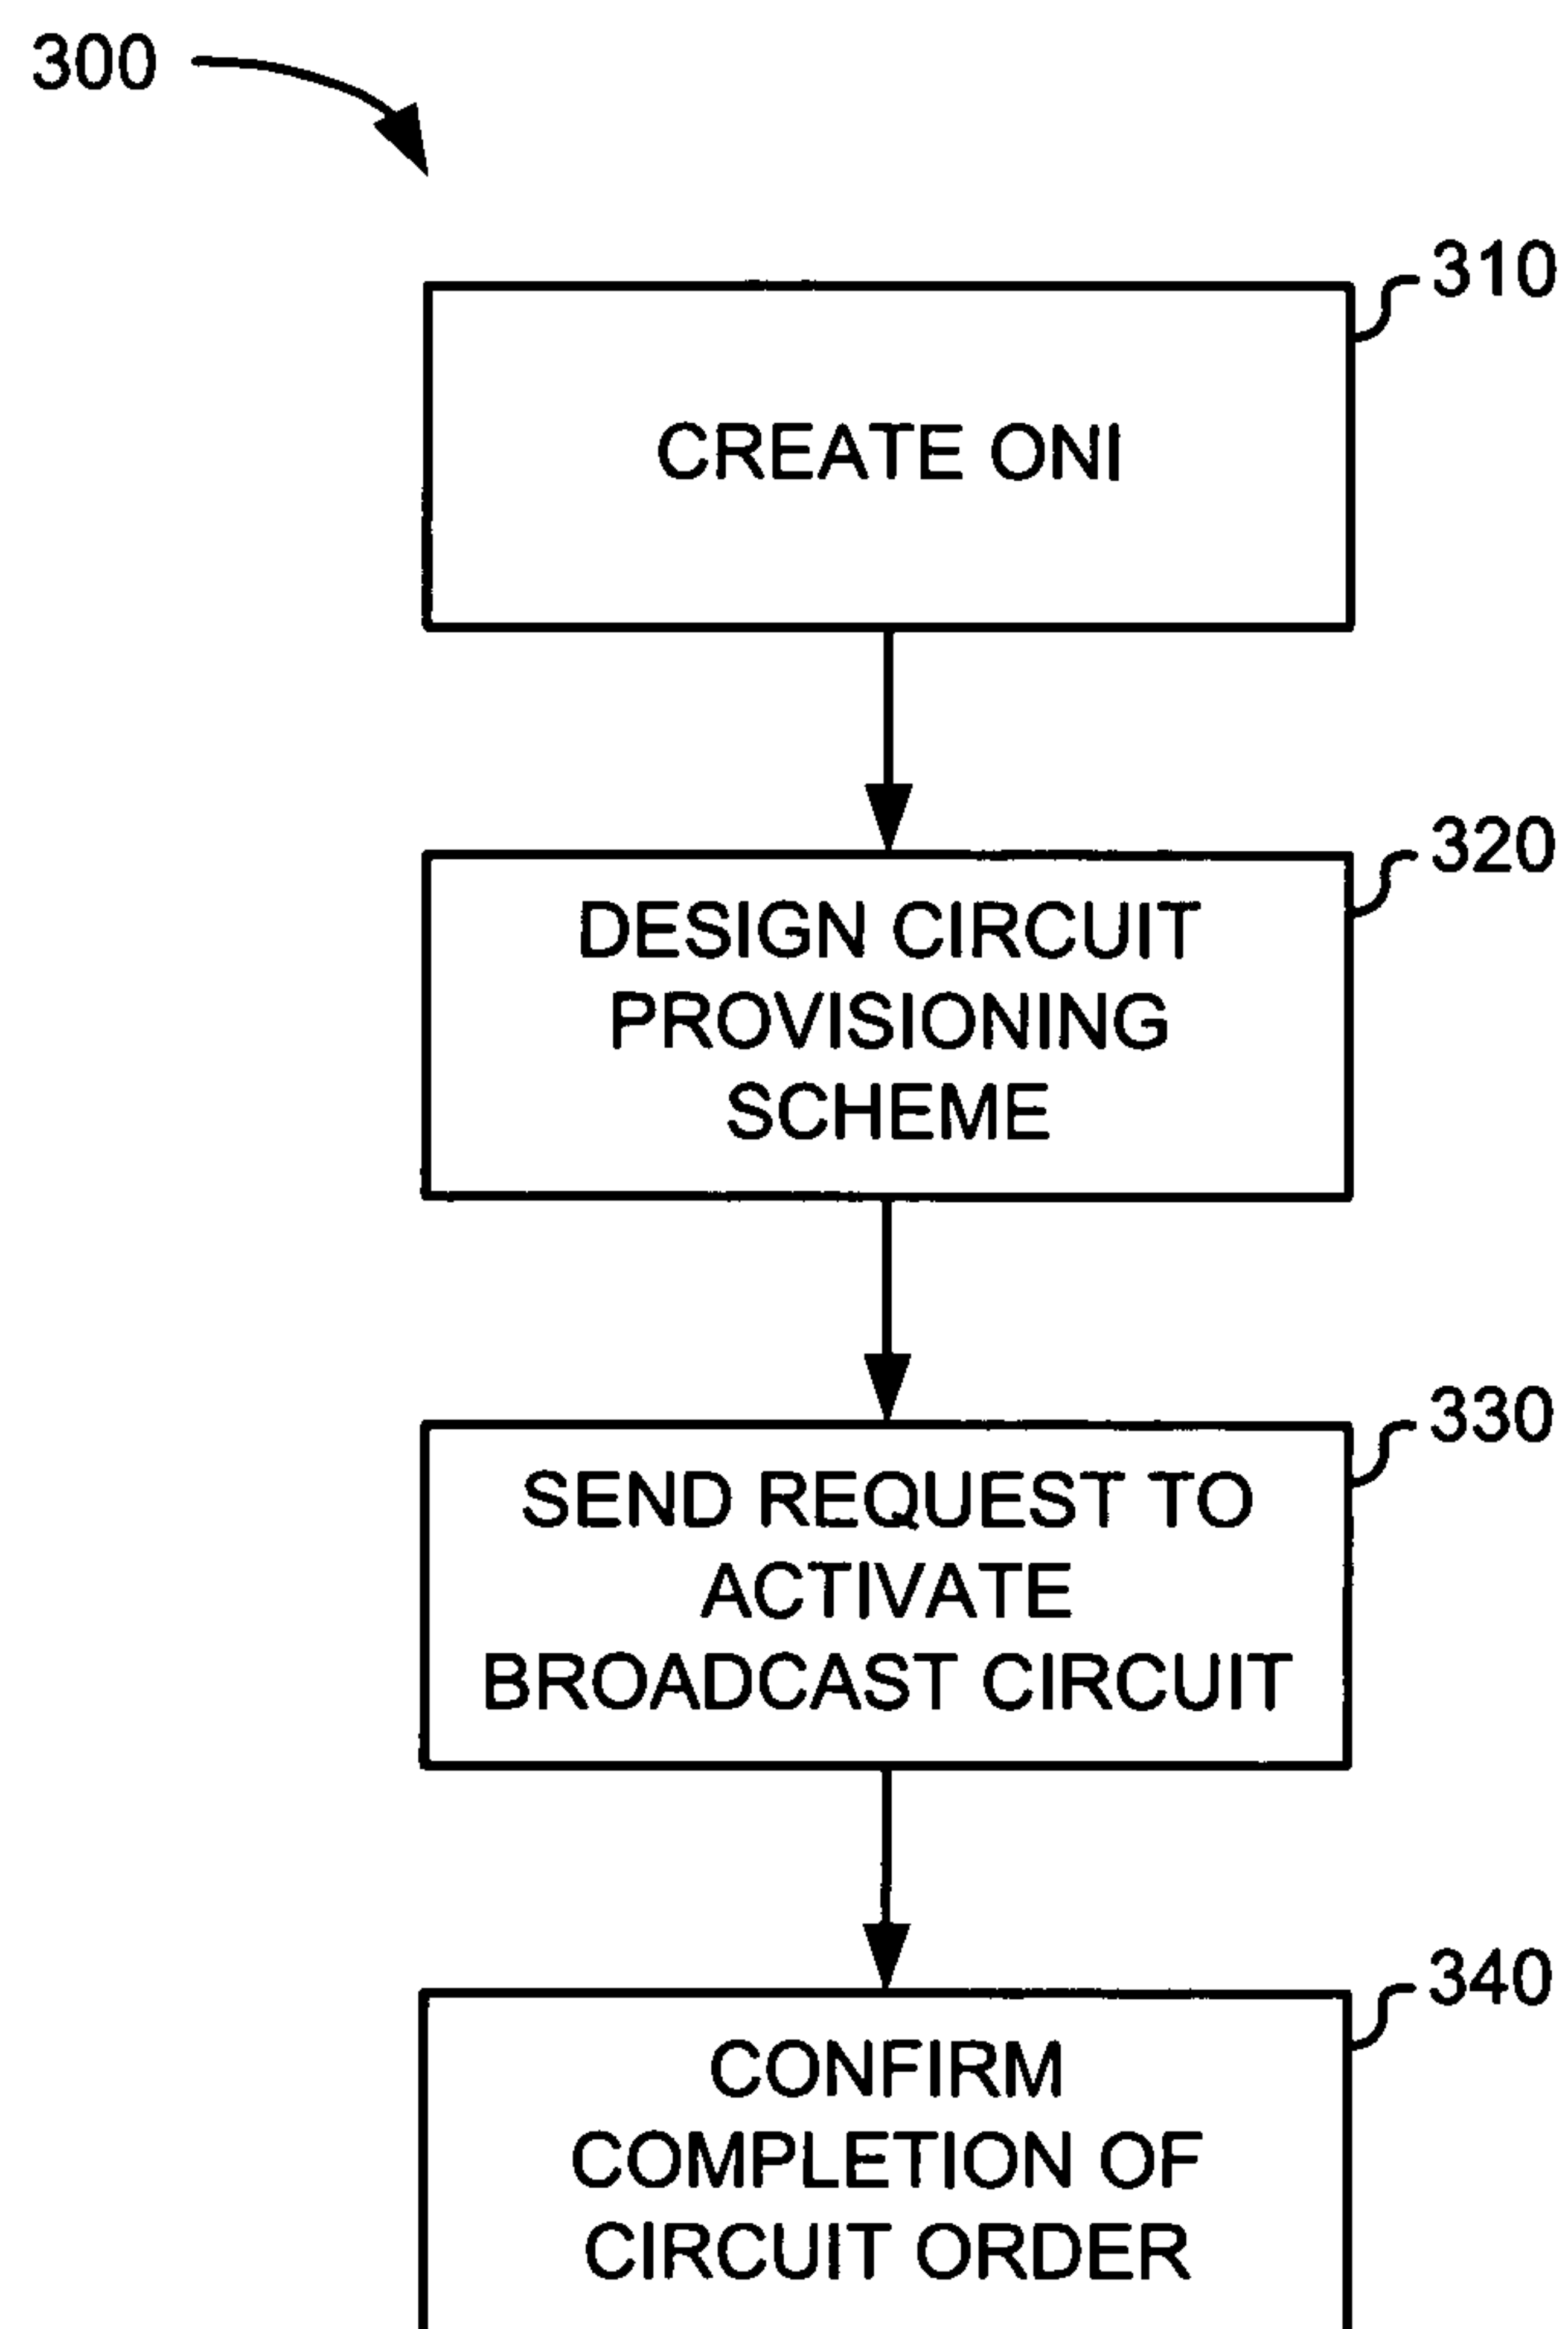 300
310
CREATE ONI
320
DESIGN CIRCUIT
PROVISIONING
SCHEME
330
SEND REQUEST TO
ACTIVATE
BROADCAST CIRCUIT
340
CONFIRM
COMPLETION OF
CIRCUIT ORDER